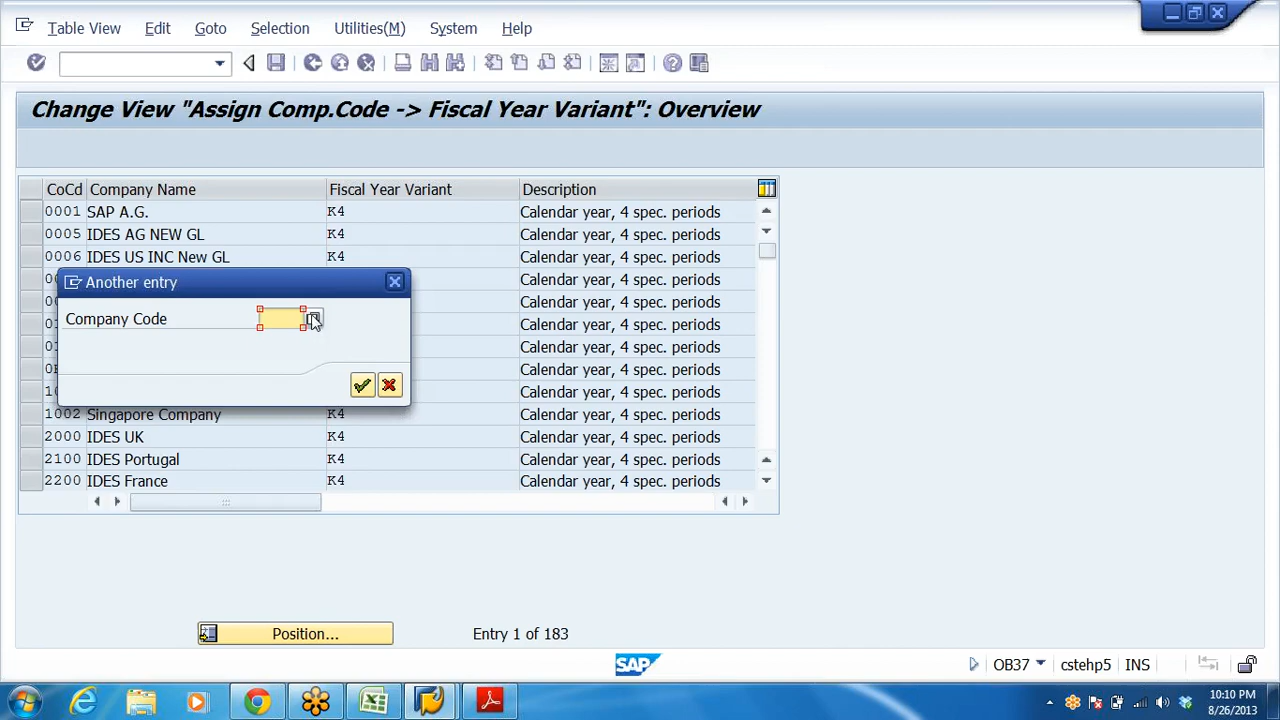 Table View Edit Goto Selection Utilities(M) System Help
Change View "Assign Comp.Code -> Fiscal Year Variant": Overview
CoCd Company Name Fiscal Year Variant Description
0001 SAP A.G. K4 Calendar year, 4 spec. periods
0005 IDES AG NEW GL K4 Calendar year, 4 spec. periods
0006 IDES US INC New GL K4 Calendar year, 4 spec. periods
Another entry
Calendar year, 4 spec. periods
Calendar year, 4 spec. periods
Company Code
Calendar year, 4 spec. periods
Calendar year, 4 spec. periods
Calendar year, 4 spec. periods
Calendar year, 4 spec. periods
1002 Singapore Company K4 Calendar year, 4 spec. periods
2000 IDES UK K4 Calendar year, 4 spec. periods
2100 IDES Portugal K4 Calendar year, 4 spec. periods
2200 IDES France K4 Calendar year, 4 spec. periods
Position... Entry 1 of 183
SAP OB37 cstehp5 INS
10:10 PM
8/26/2013